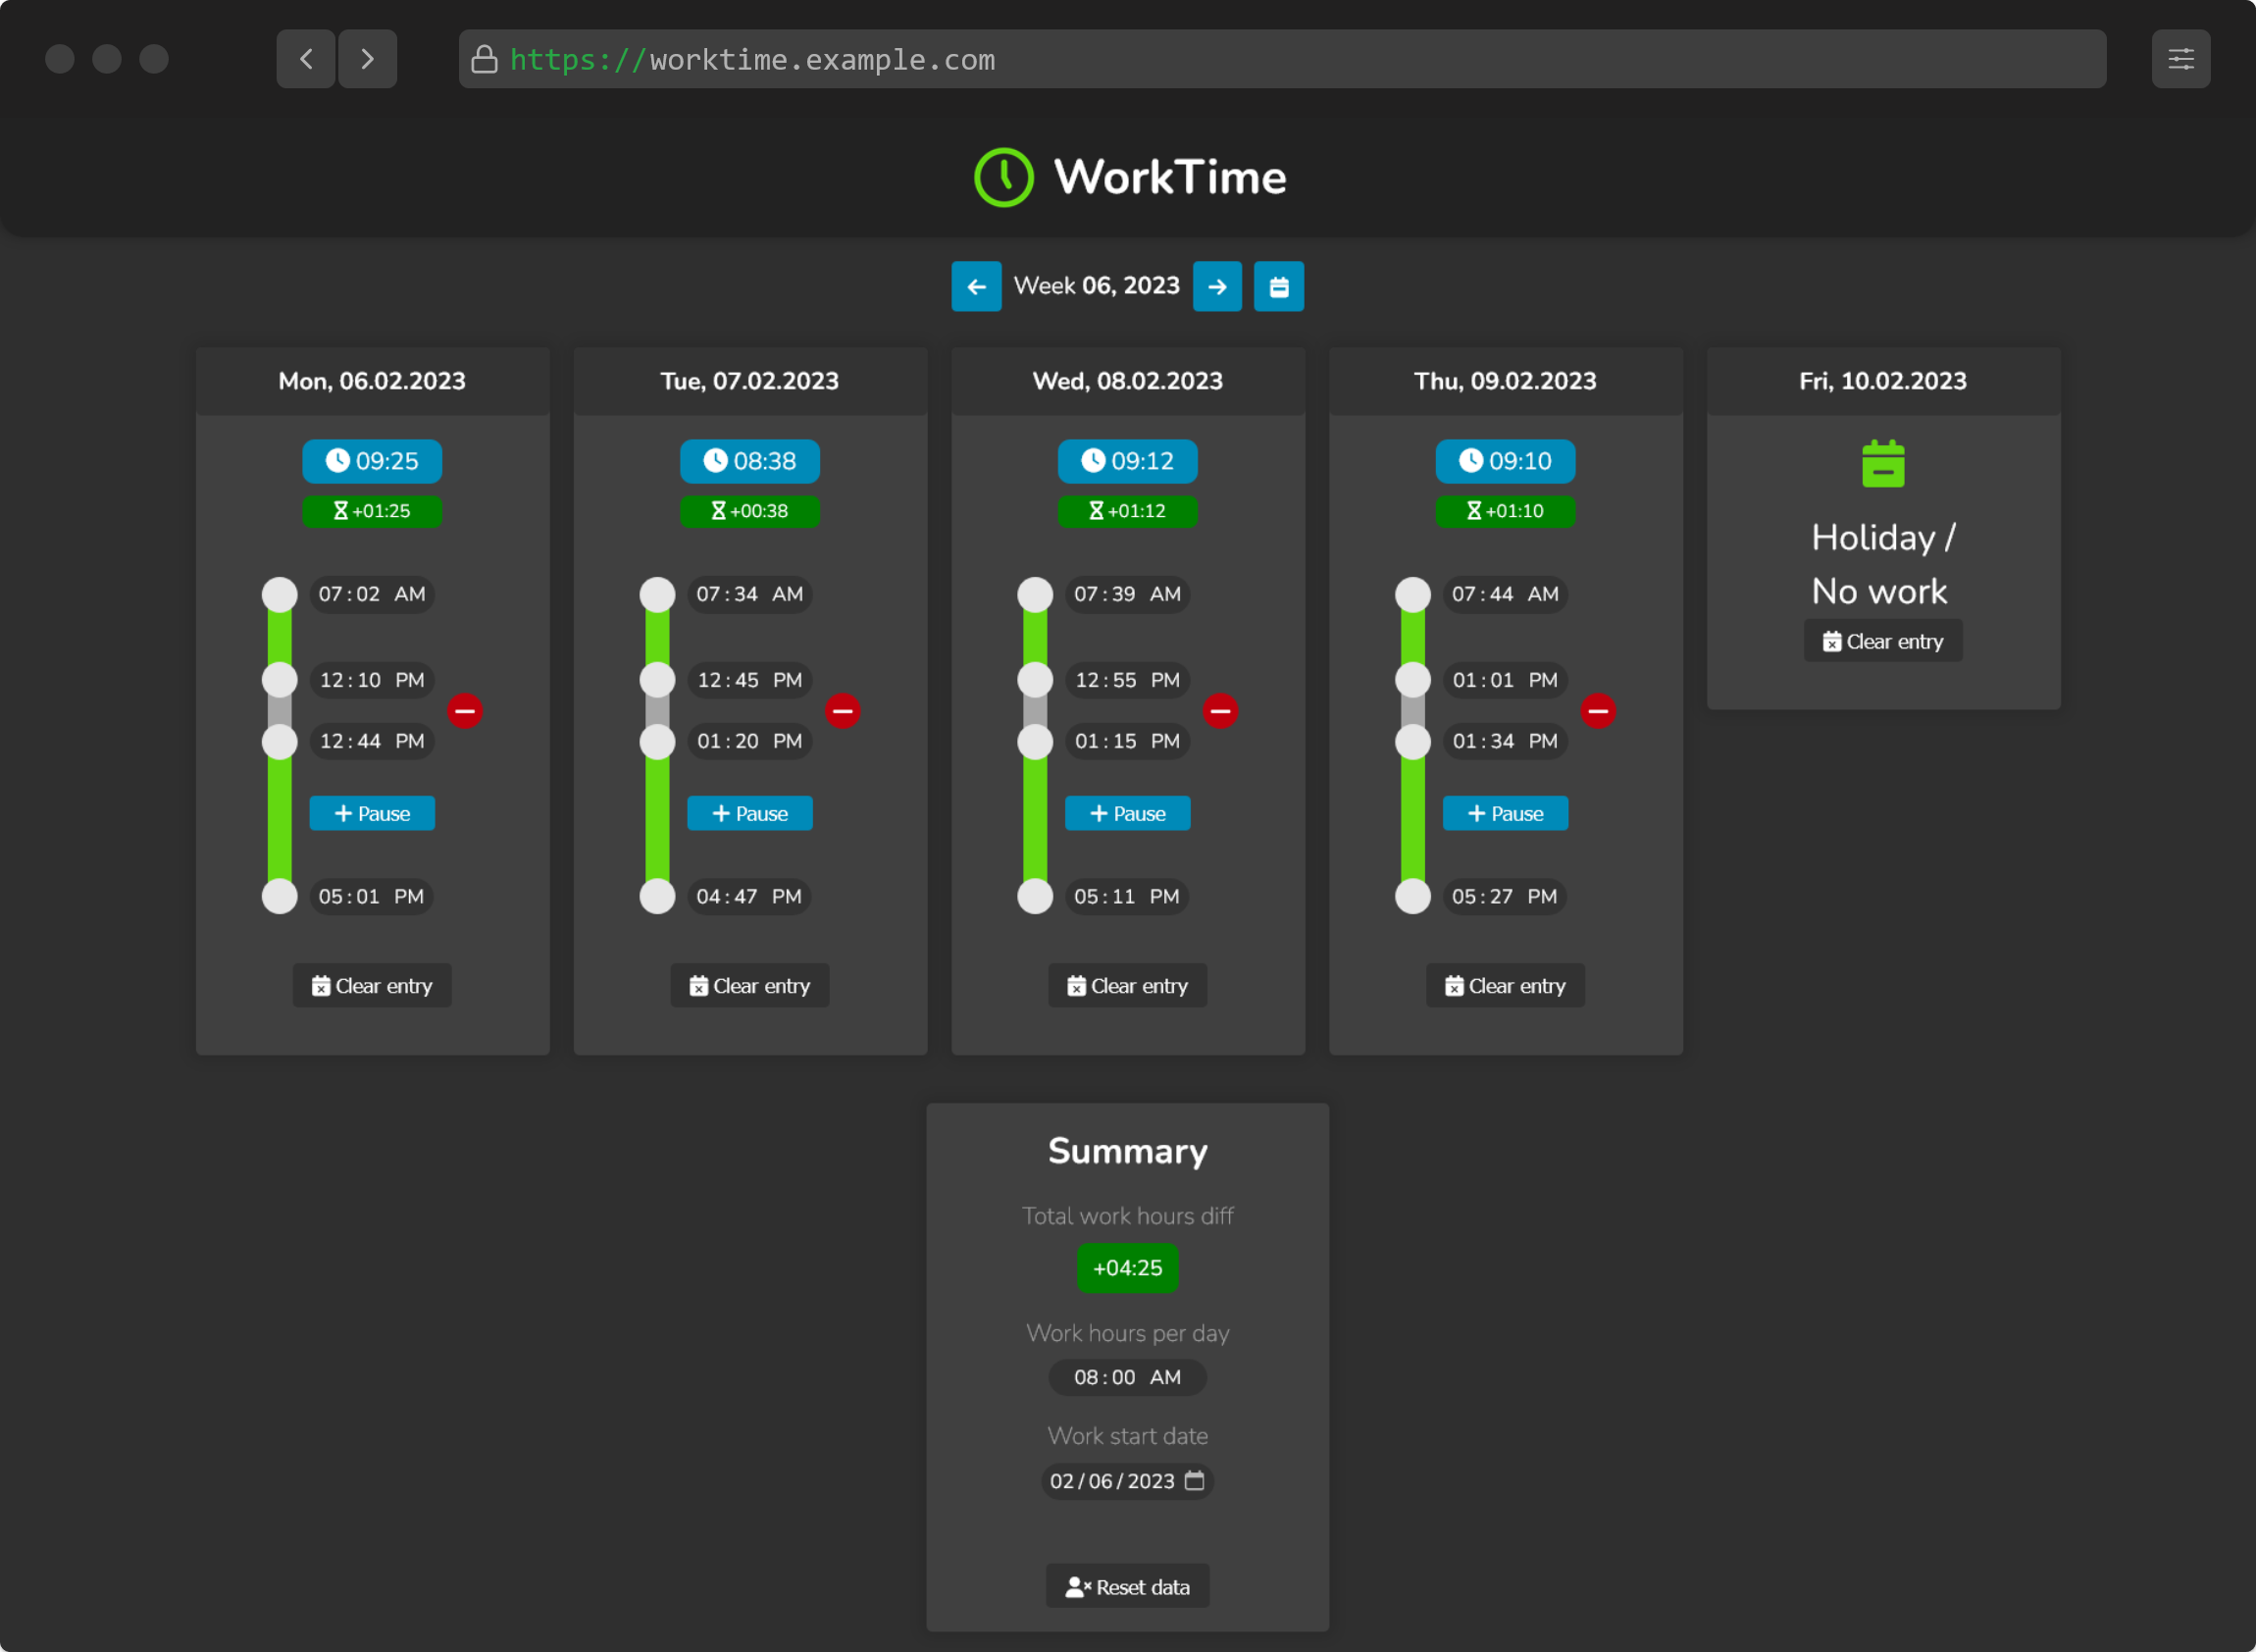 https://worktime.example.com
WorkTime
Week 06, 2023
Mon, 06.02.2023
09:25
+01:25
07:02 AM
12:10 PM
12:44 PM
+ Pause
05:01 PM
Clear entry
Tue, 07.02.2023
08:38
+00:38
07:34 AM
12:45 PM
01:20 PM
+ Pause
04:47 PM
Clear entry
Wed, 08.02.2023
09:12
+01:12
07:39 AM
12:55 PM
01:15 PM
+ Pause
05:11 PM
Clear entry
Thu, 09.02.2023
09:10
+01:10
07:44 AM
01:01 PM
01:34 PM
+ Pause
05:27 PM
Clear entry
Fri, 10.02.2023
Holiday /
No work
Clear entry
Summary
Total work hours diff
+04:25
Work hours per day
08:00 AM
Work start date
02/06/2023
Reset data